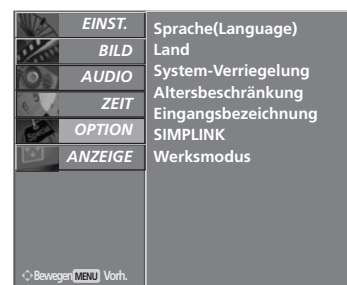 EINST.
BILD
AUDIO
ZEIT
OPTION
ANZEIGE
Sprache(Language)
Land
System-Verriegelung
Altersbeschränkung
Eingangsbezeichnung
SIMPLINK
Werksmodus
Bewegen MENU Vorh.